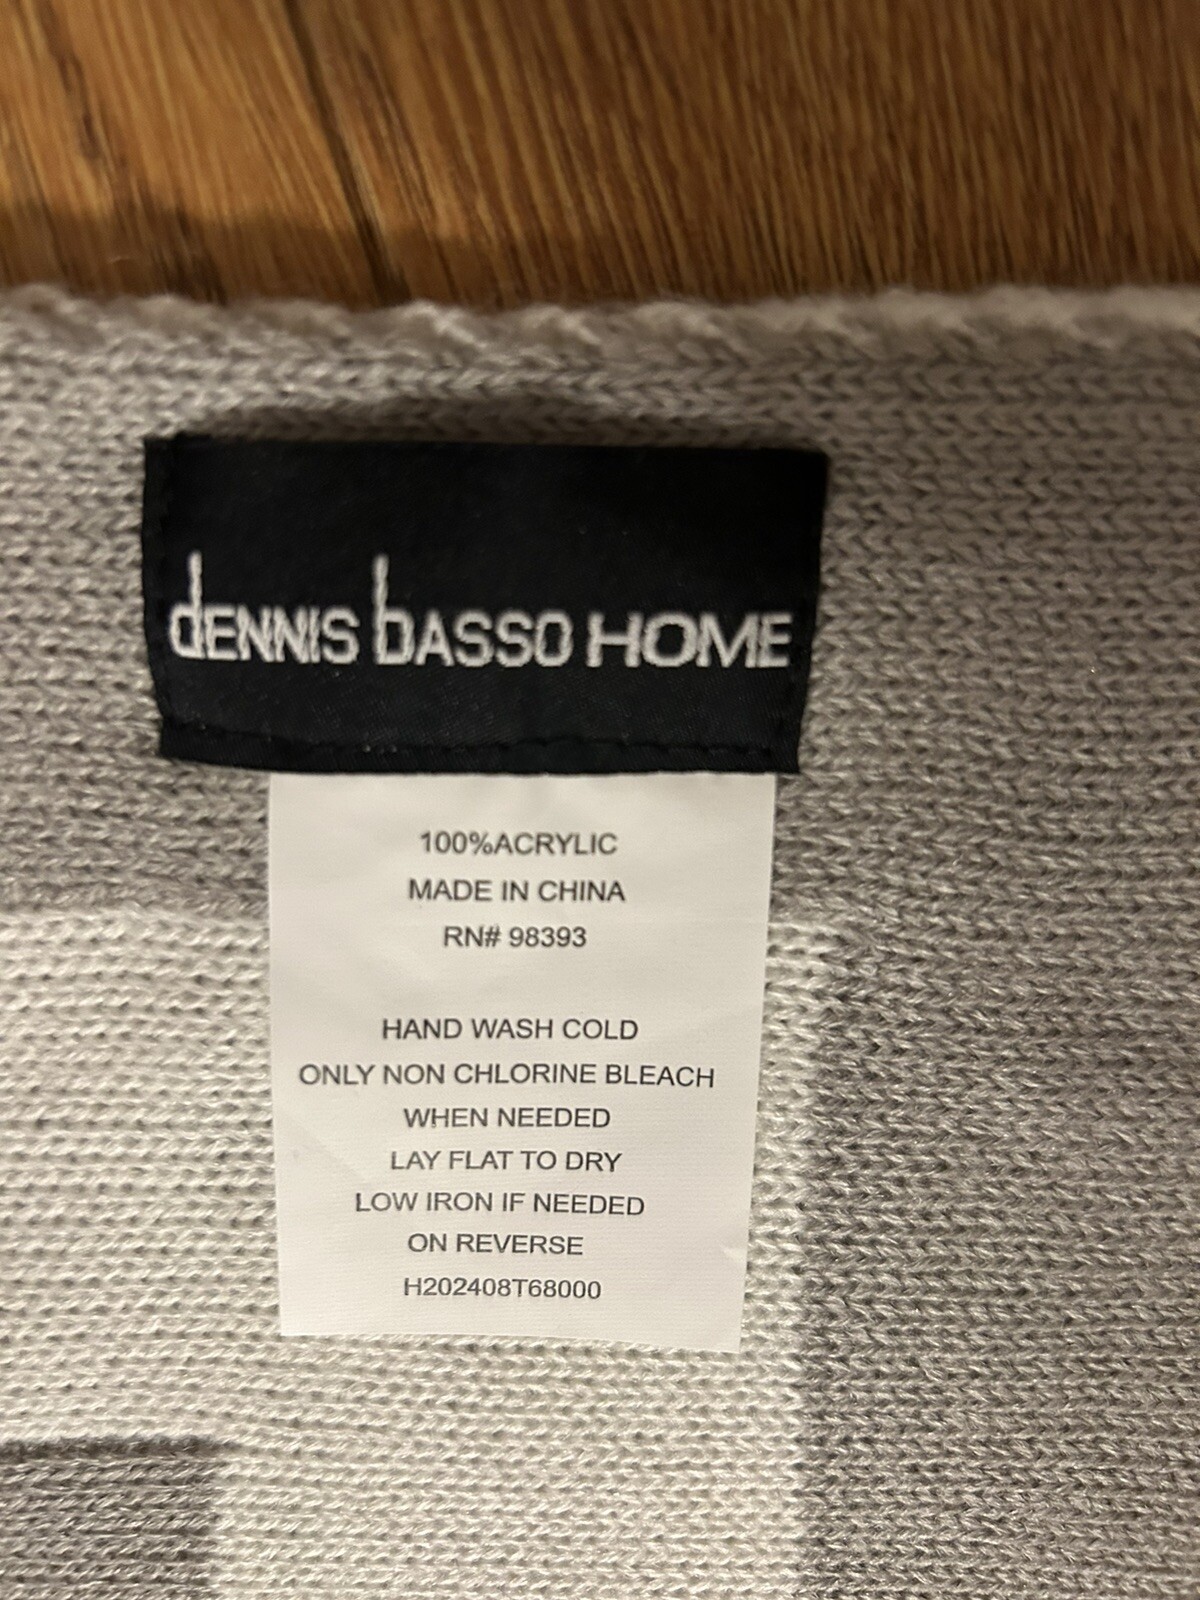 dENNIS bASSO HOME
100%ACRYLIC
MADE IN CHINA
RN# 98393
HAND WASH COLD
ONLY NON CHLORINE BLEACH
WHEN NEEDED
LAY FLAT TO DRY
LOW IRON IF NEEDED
ON REVERSE
H202408T68000